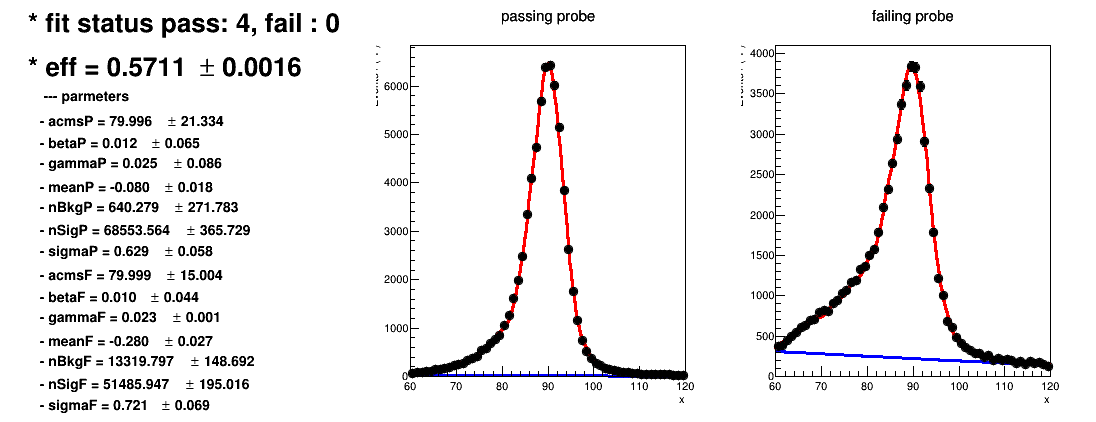 * fit status pass: 4, fail : 0
* eff = 0.5711 ± 0.0016
--- parmeters
- acmsP = 79.996 ± 21.334
- betaP = 0.012 ± 0.065
- gammaP = 0.025 ± 0.086
- meanP = -0.080 ± 0.018
- nBkgP = 640.279 ± 271.783
- nSigP = 68553.564 ± 365.729
- sigmaP = 0.629 ± 0.058
- acmsF = 79.999 ± 15.004
- betaF = 0.010 ± 0.044
- gammaF = 0.023 ± 0.001
- meanF = -0.280 ± 0.027
- nBkgF = 13319.797 ± 148.692
- nSigF = 51485.947 ± 195.016
- sigmaF = 0.721 ± 0.069
passing probe
6000
5000
4000
3000
2000
1000
0
60 70 80 90 100 110 120
x
failing probe
4000
3500
3000
2500
2000
1500
1000
500
0
60 70 80 90 100 110 120
x